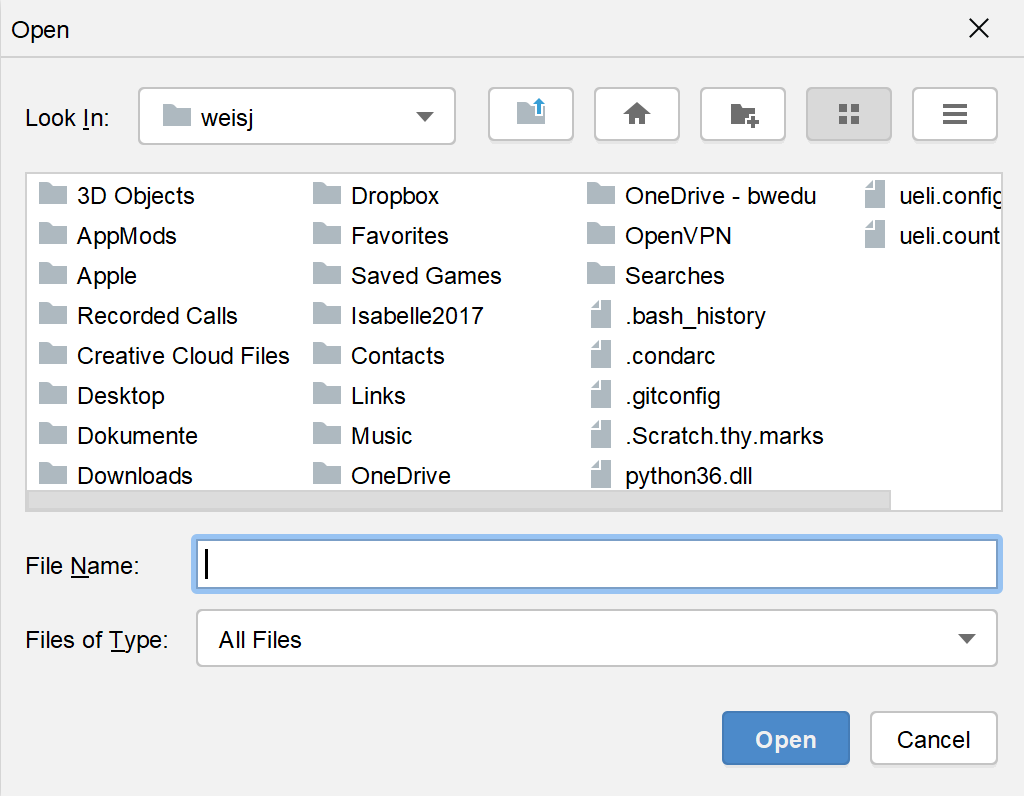 Open
Look In: weisj
3D Objects
AppMods
Apple
Recorded Calls
Creative Cloud Files
Desktop
Dokumente
Downloads
Dropbox
Favorites
Saved Games
Isabelle2017
Contacts
Links
Music
OneDrive
OneDrive - bwedu
OpenVPN
Searches
.bash_history
.condarc
.gitconfig
.Scratch.thy.marks
python36.dll
ueli.config
ueli.count
File Name:
Files of Type: All Files
Open Cancel